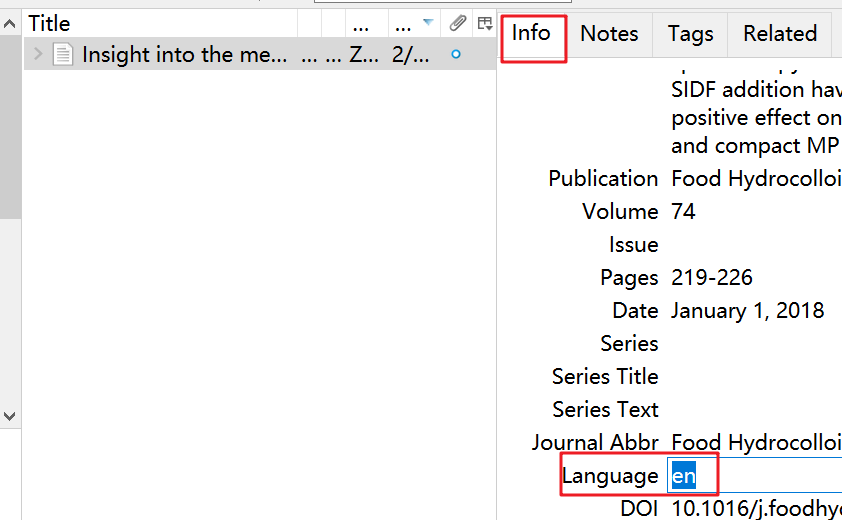 Title ... ...
Insight into the me... ... ... Z... 2/...
Info Notes Tags Related
SIDF addition hav
positive effect on
and compact MP
Publication Food Hydrocolloi
Volume 74
Issue
Pages 219-226
Date January 1, 2018
Series
Series Title
Series Text
Journal Abbr Food Hydrocolloi
Language en
DOI 10.1016/j.foodhyd